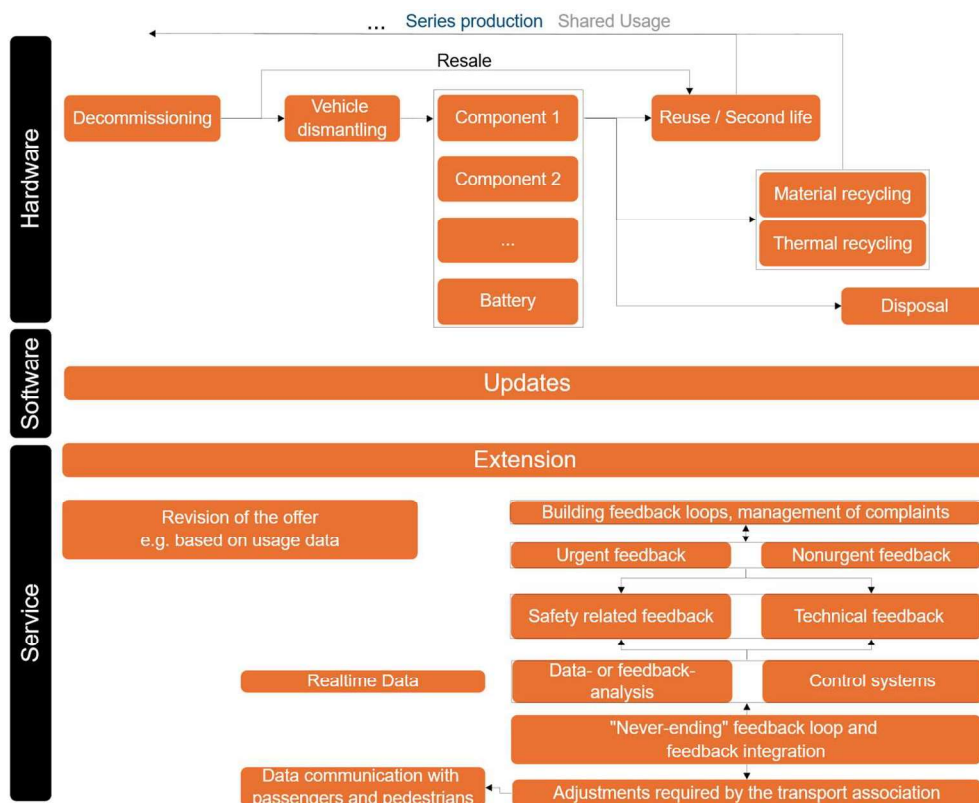 ... Series production Shared Usage
Hardware
Resale
Decommissioning
Vehicle
dismantling
Component 1
Component 2
...
Battery
Reuse / Second life
Material recycling
Thermal recycling
Disposal
Software
Updates
Service
Extension
Revision of the offer
e.g. based on usage data
Building feedback loops, management of complaints
Urgent feedback
Nonurgent feedback
Safety related feedback
Technical feedback
Realtime Data
Data- or feedback-
analysis
Control systems
"Never-ending" feedback loop and
feedback integration
Data communication with
passengers and pedestrians
Adjustments required by the transport association